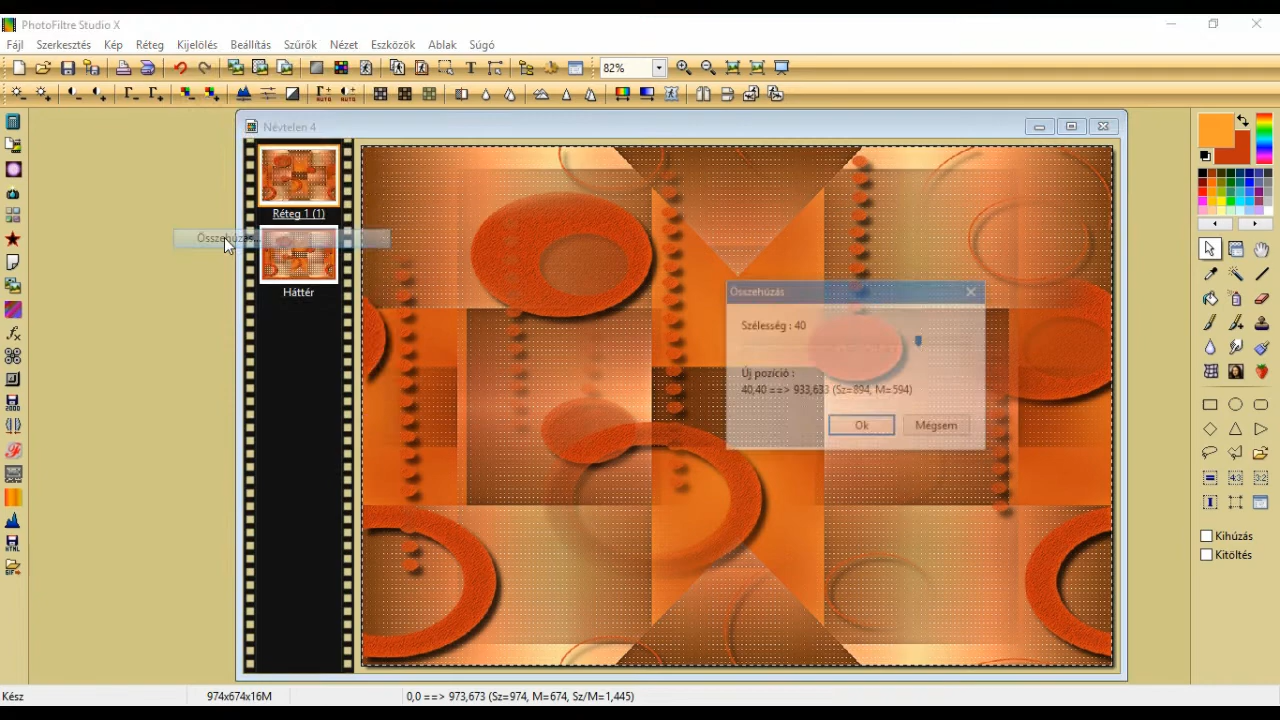 PhotoFiltre Studio X
Fájl Szerkesztés Kép Réteg Kijelölés Beállítás Szűrők Nézet Eszközök Ablak Súgó
82%
Névtelen 4
Réteg 1 (1)
Összehúzás...
Háttér
Összehúzás
Szélesség : 40
Új pozíció :
40,40 ==> 933,633 (Sz=894, M=594)
Ok Mégsem
Kihúzás
Kitöltés
Kész 974x674x16M 0,0 ==> 973,673 (Sz=974, M=674, Sz/M=1,445)